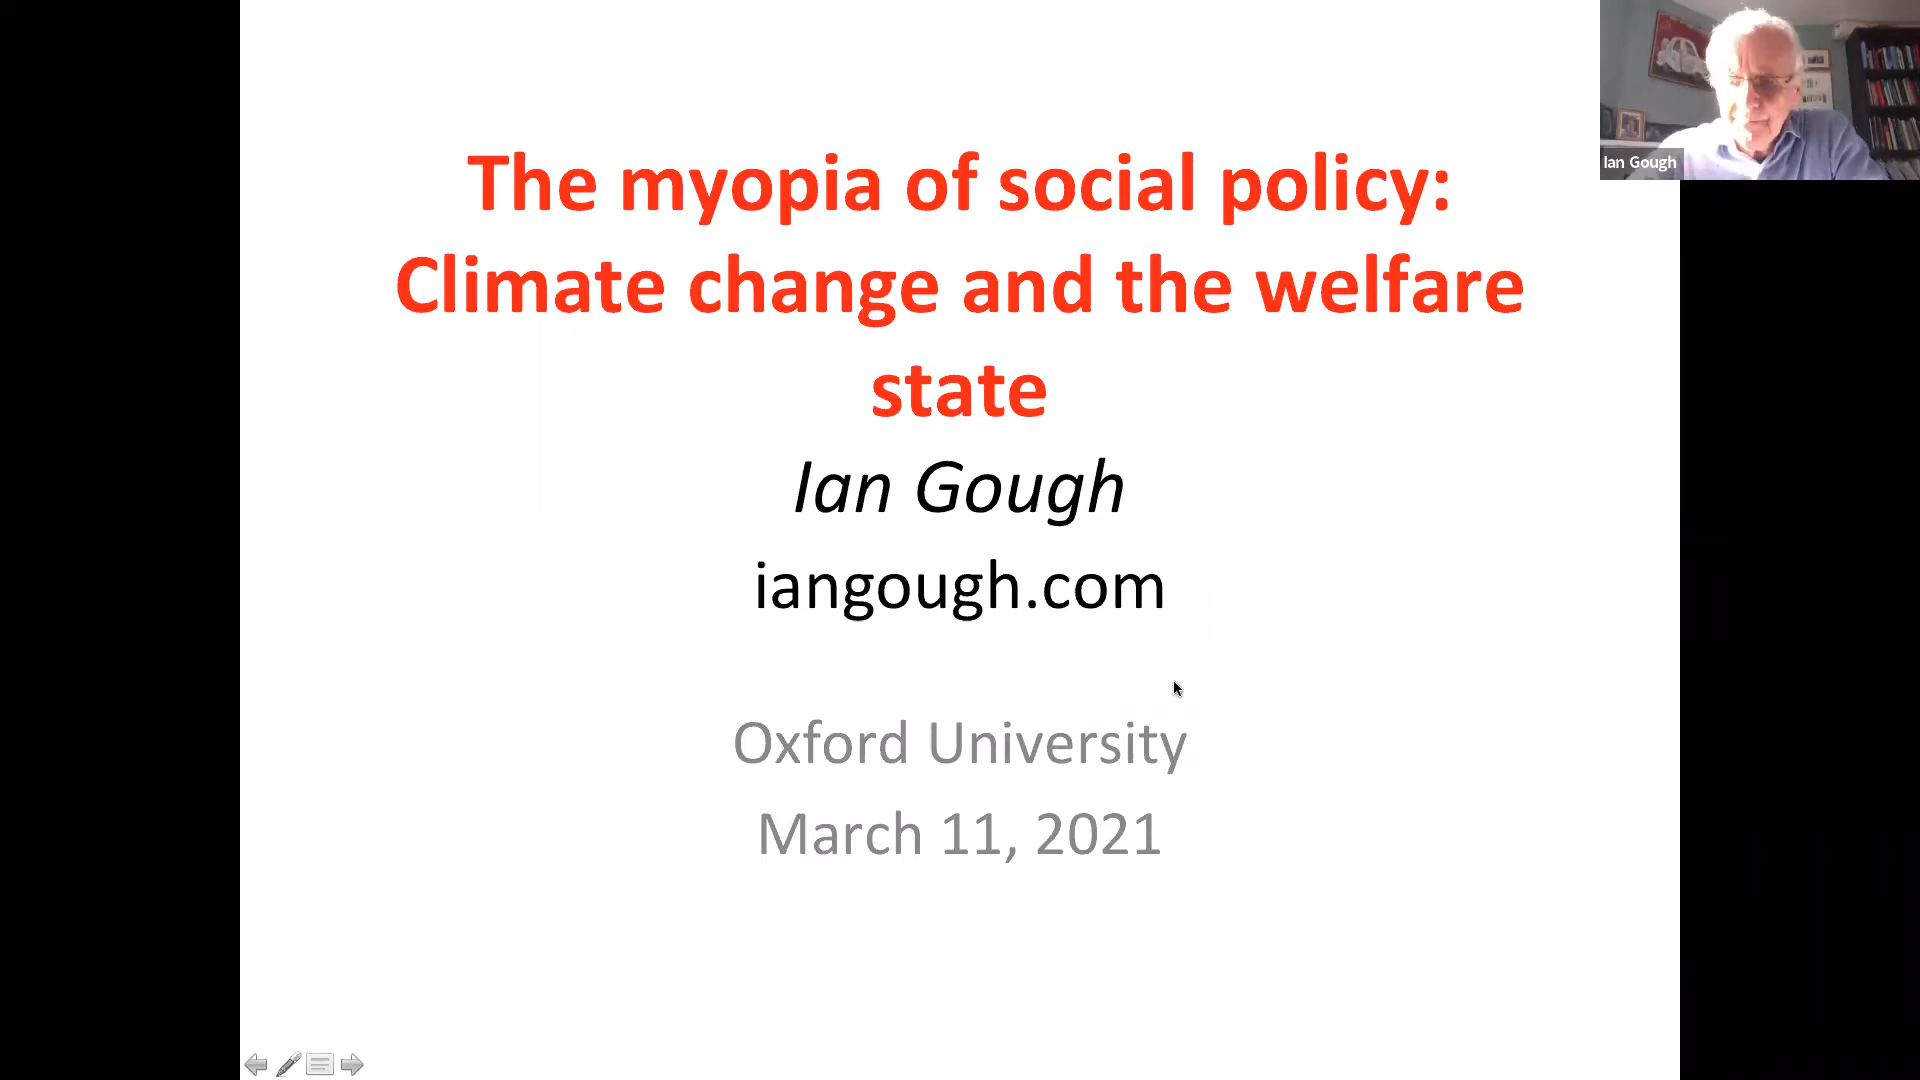 The myopia of social policy:
Climate change and the welfare
state
Ian Gough
iangough.com
Oxford University
March 11, 2021
Ian Gough